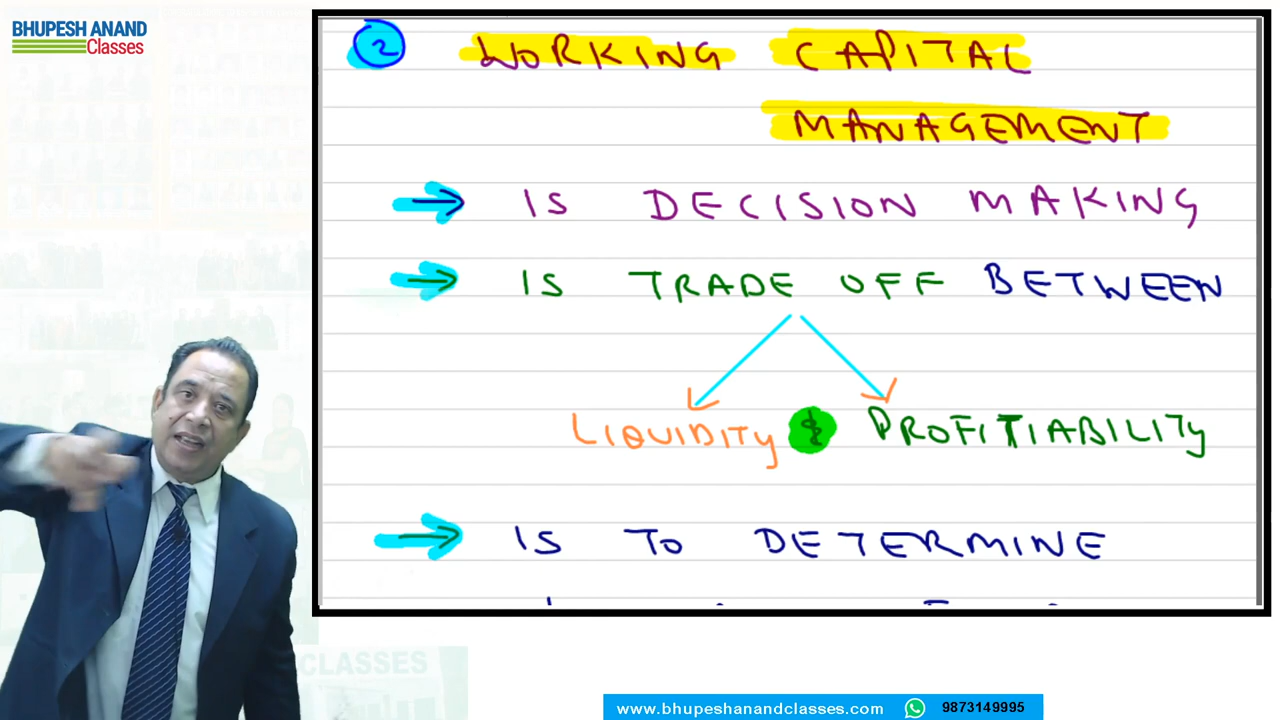 BHUPESH ANAND
Classes
2 WORKING CAPITAL
MANAGEMENT
→ IS DECISION MAKING
→ IS TRADE OFF BETWEEN
LIQUIDITY & PROFITIABILITY
→ IS TO DETERMINE
CLASSES
www.bhupeshanandclasses.com 9873149995